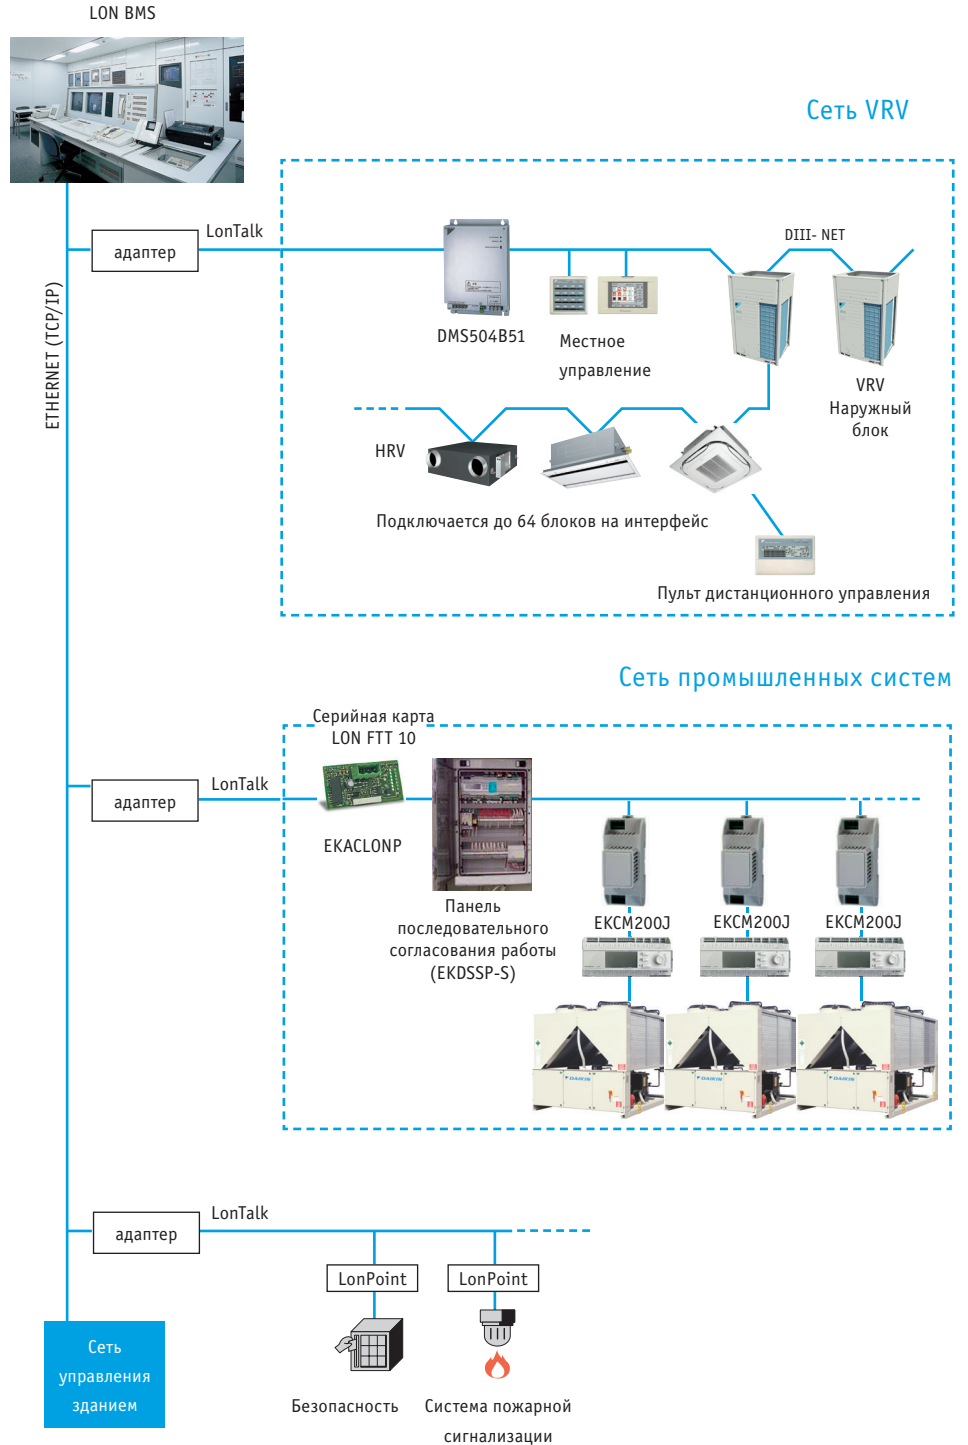 LON BMS
Сеть VRV
адаптер
LonTalk
DIII- NET
ETHERNET (TCP/IP)
DMS504B51
Местное
управление
VRV
Наружный
блок
HRV
Подключается до 64 блоков на интерфейс
Пульт дистанционного управления
Сеть промышленных систем
Серийная карта
LON FTT 10
адаптер
LonTalk
EKACLONP
Панель
последовательного
согласования работы
(EKDSSP-S)
EKCM200J
EKCM200J
EKCM200J
DAIKIN
DAIKIN
DAIKIN
адаптер
LonTalk
LonPoint
LonPoint
Сеть
управления
зданием
Безопасность
Система пожарной
сигнализации